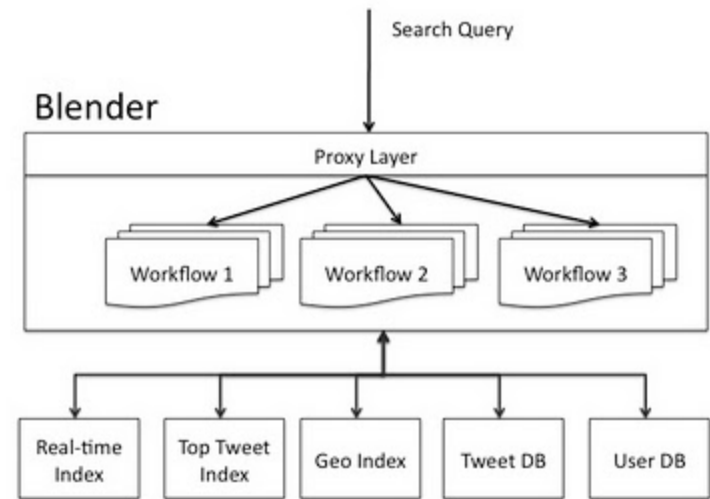 Search Query
Blender
Proxy Layer
Workflow 1
Workflow 2
Workflow 3
Real-time
Index
Top Tweet
Index
Geo Index
Tweet DB
User DB